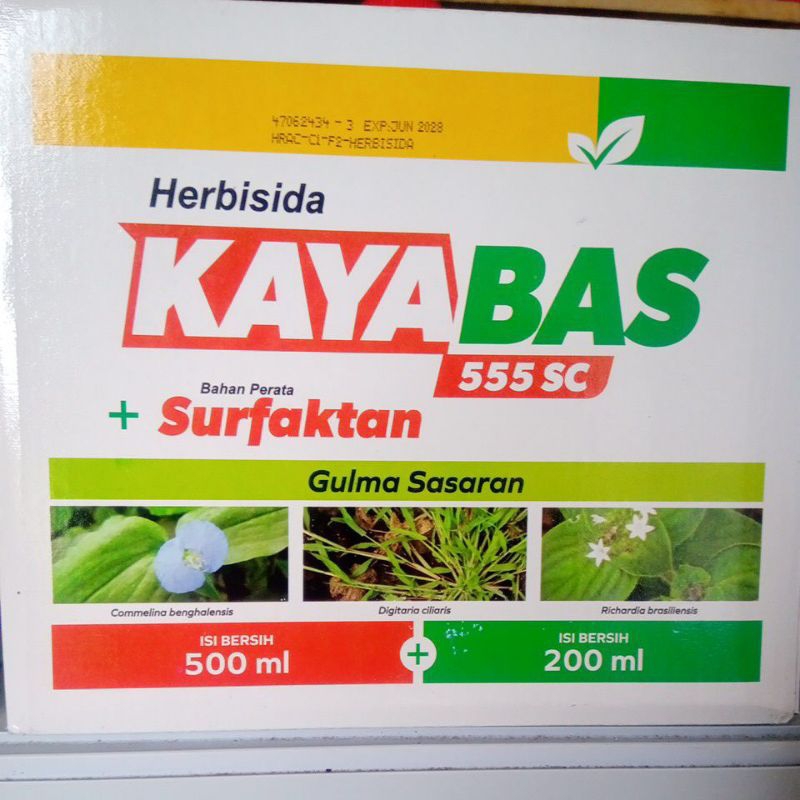 47062434 - 3 EXP:JUN 2028
HRAC-C1-F2-HERBISIDA
Herbisida
KAYABAS
555 SC
Bahan Perata
+ Surfaktan
Gulma Sasaran
Commelina benghalensis
Digitaria ciliaris
Richardia brasiliensis
ISI BERSIH
500 ml
+
ISI BERSIH
200 ml